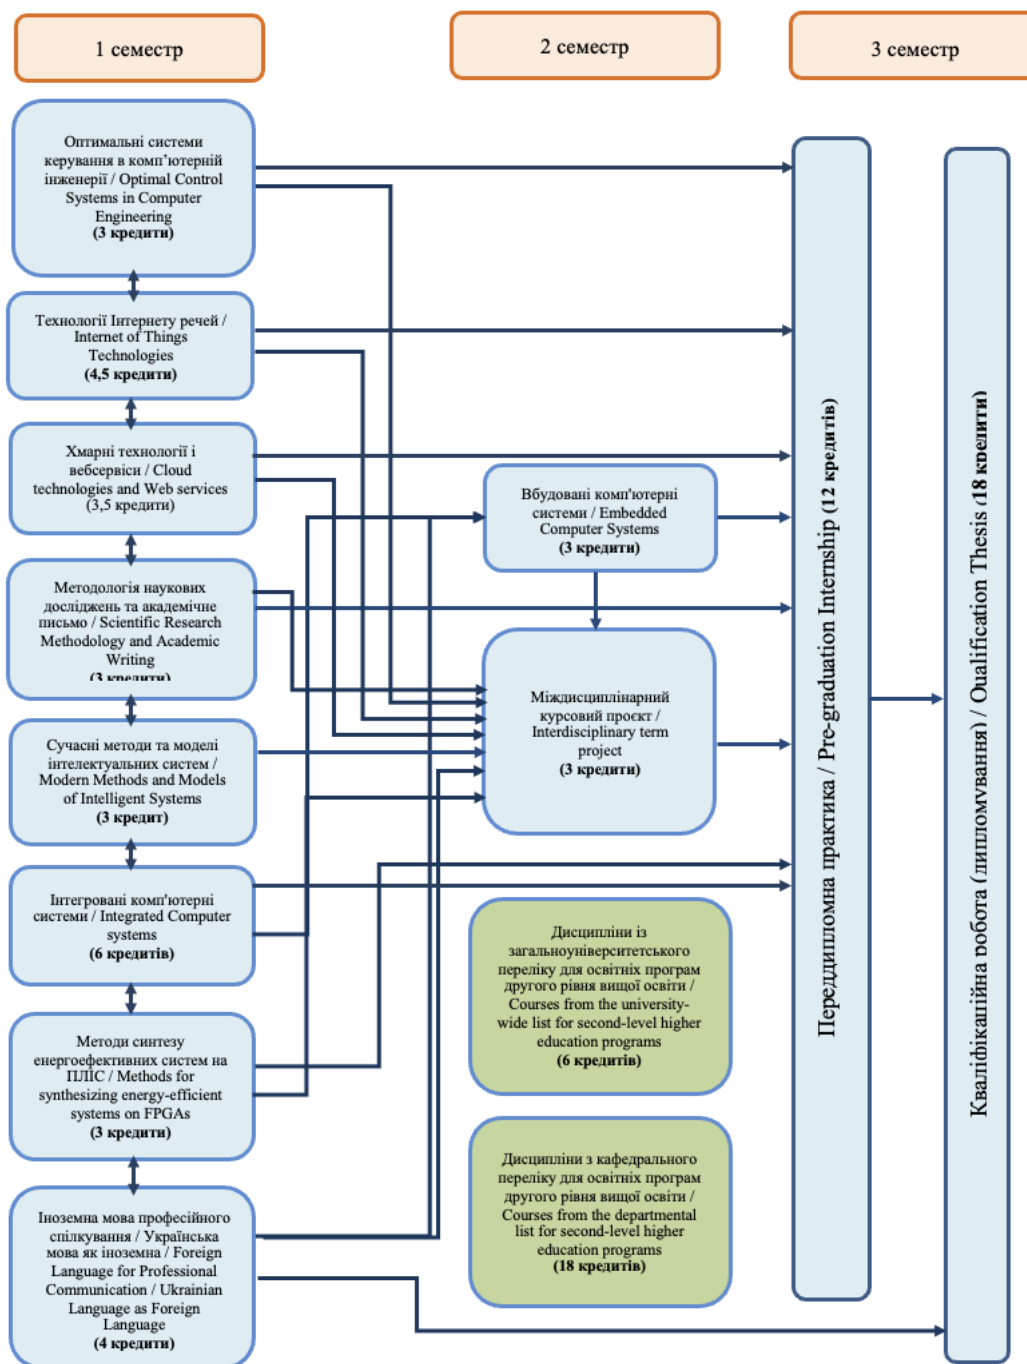 1 семестр
2 семестр
3 семестр
Оптимальні системи
керування в комп’ютерній
інженерії / Optimal Control
Systems in Computer
Engineering
(3 кредити)
Технології Інтернету речей /
Internet of Things
Technologies
(4,5 кредити)
Хмарні технології і
вебсервіси / Cloud
technologies and Web services
(3,5 кредити)
Методологія наукових
досліджень та академічне
письмо / Scientific Research
Methodology and Academic
Writing
(3 кредити)
Сучасні методи та моделі
інтелектуальних систем /
Modern Methods and Models
of Intelligent Systems
(3 кредит)
Інтегровані комп'ютерні
системи / Integrated Computer
systems
(6 кредитів)
Методи синтезу
енергоефективних систем на
ПЛІС / Methods for
synthesizing energy-efficient
systems on FPGAs
(3 кредити)
Іноземна мова професійного
спілкування / Українська
мова як іноземна / Foreign
Language for Professional
Communication / Ukrainian
Language as Foreign
Language
(4 кредити)
Вбудовані комп'ютерні
системи / Embedded
Computer Systems
(3 кредити)
Міждисциплінарний
курсовий проєкт /
Interdisciplinary term
project
(3 кредити)
Дисципліни із
загальноуніверситетського
переліку для освітніх програм
другого рівня вищої освіти /
Courses from the university-
wide list for second-level higher
education programs
(6 кредитів)
Дисципліни з кафедрального
переліку для освітніх програм
другого рівня вищої освіти /
Courses from the departmental
list for second-level higher
education programs
(18 кредитів)
Переддипломна практика / Pre-graduation Internship (12 кредитів)
Кваліфікаційна робота (дипломування) / Qualification Thesis (18 кредити)